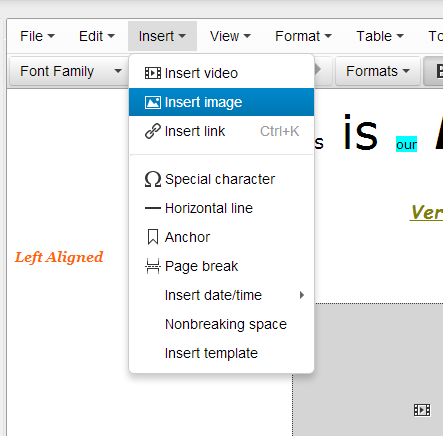 File Edit Insert View Format Table To
Font Family Formats B
Insert video
Insert image
Insert link Ctrl+K
Special character
Horizontal line
Anchor
Page break
Insert date/time
Nonbreaking space
Insert template
s is our
Ver
Left Aligned